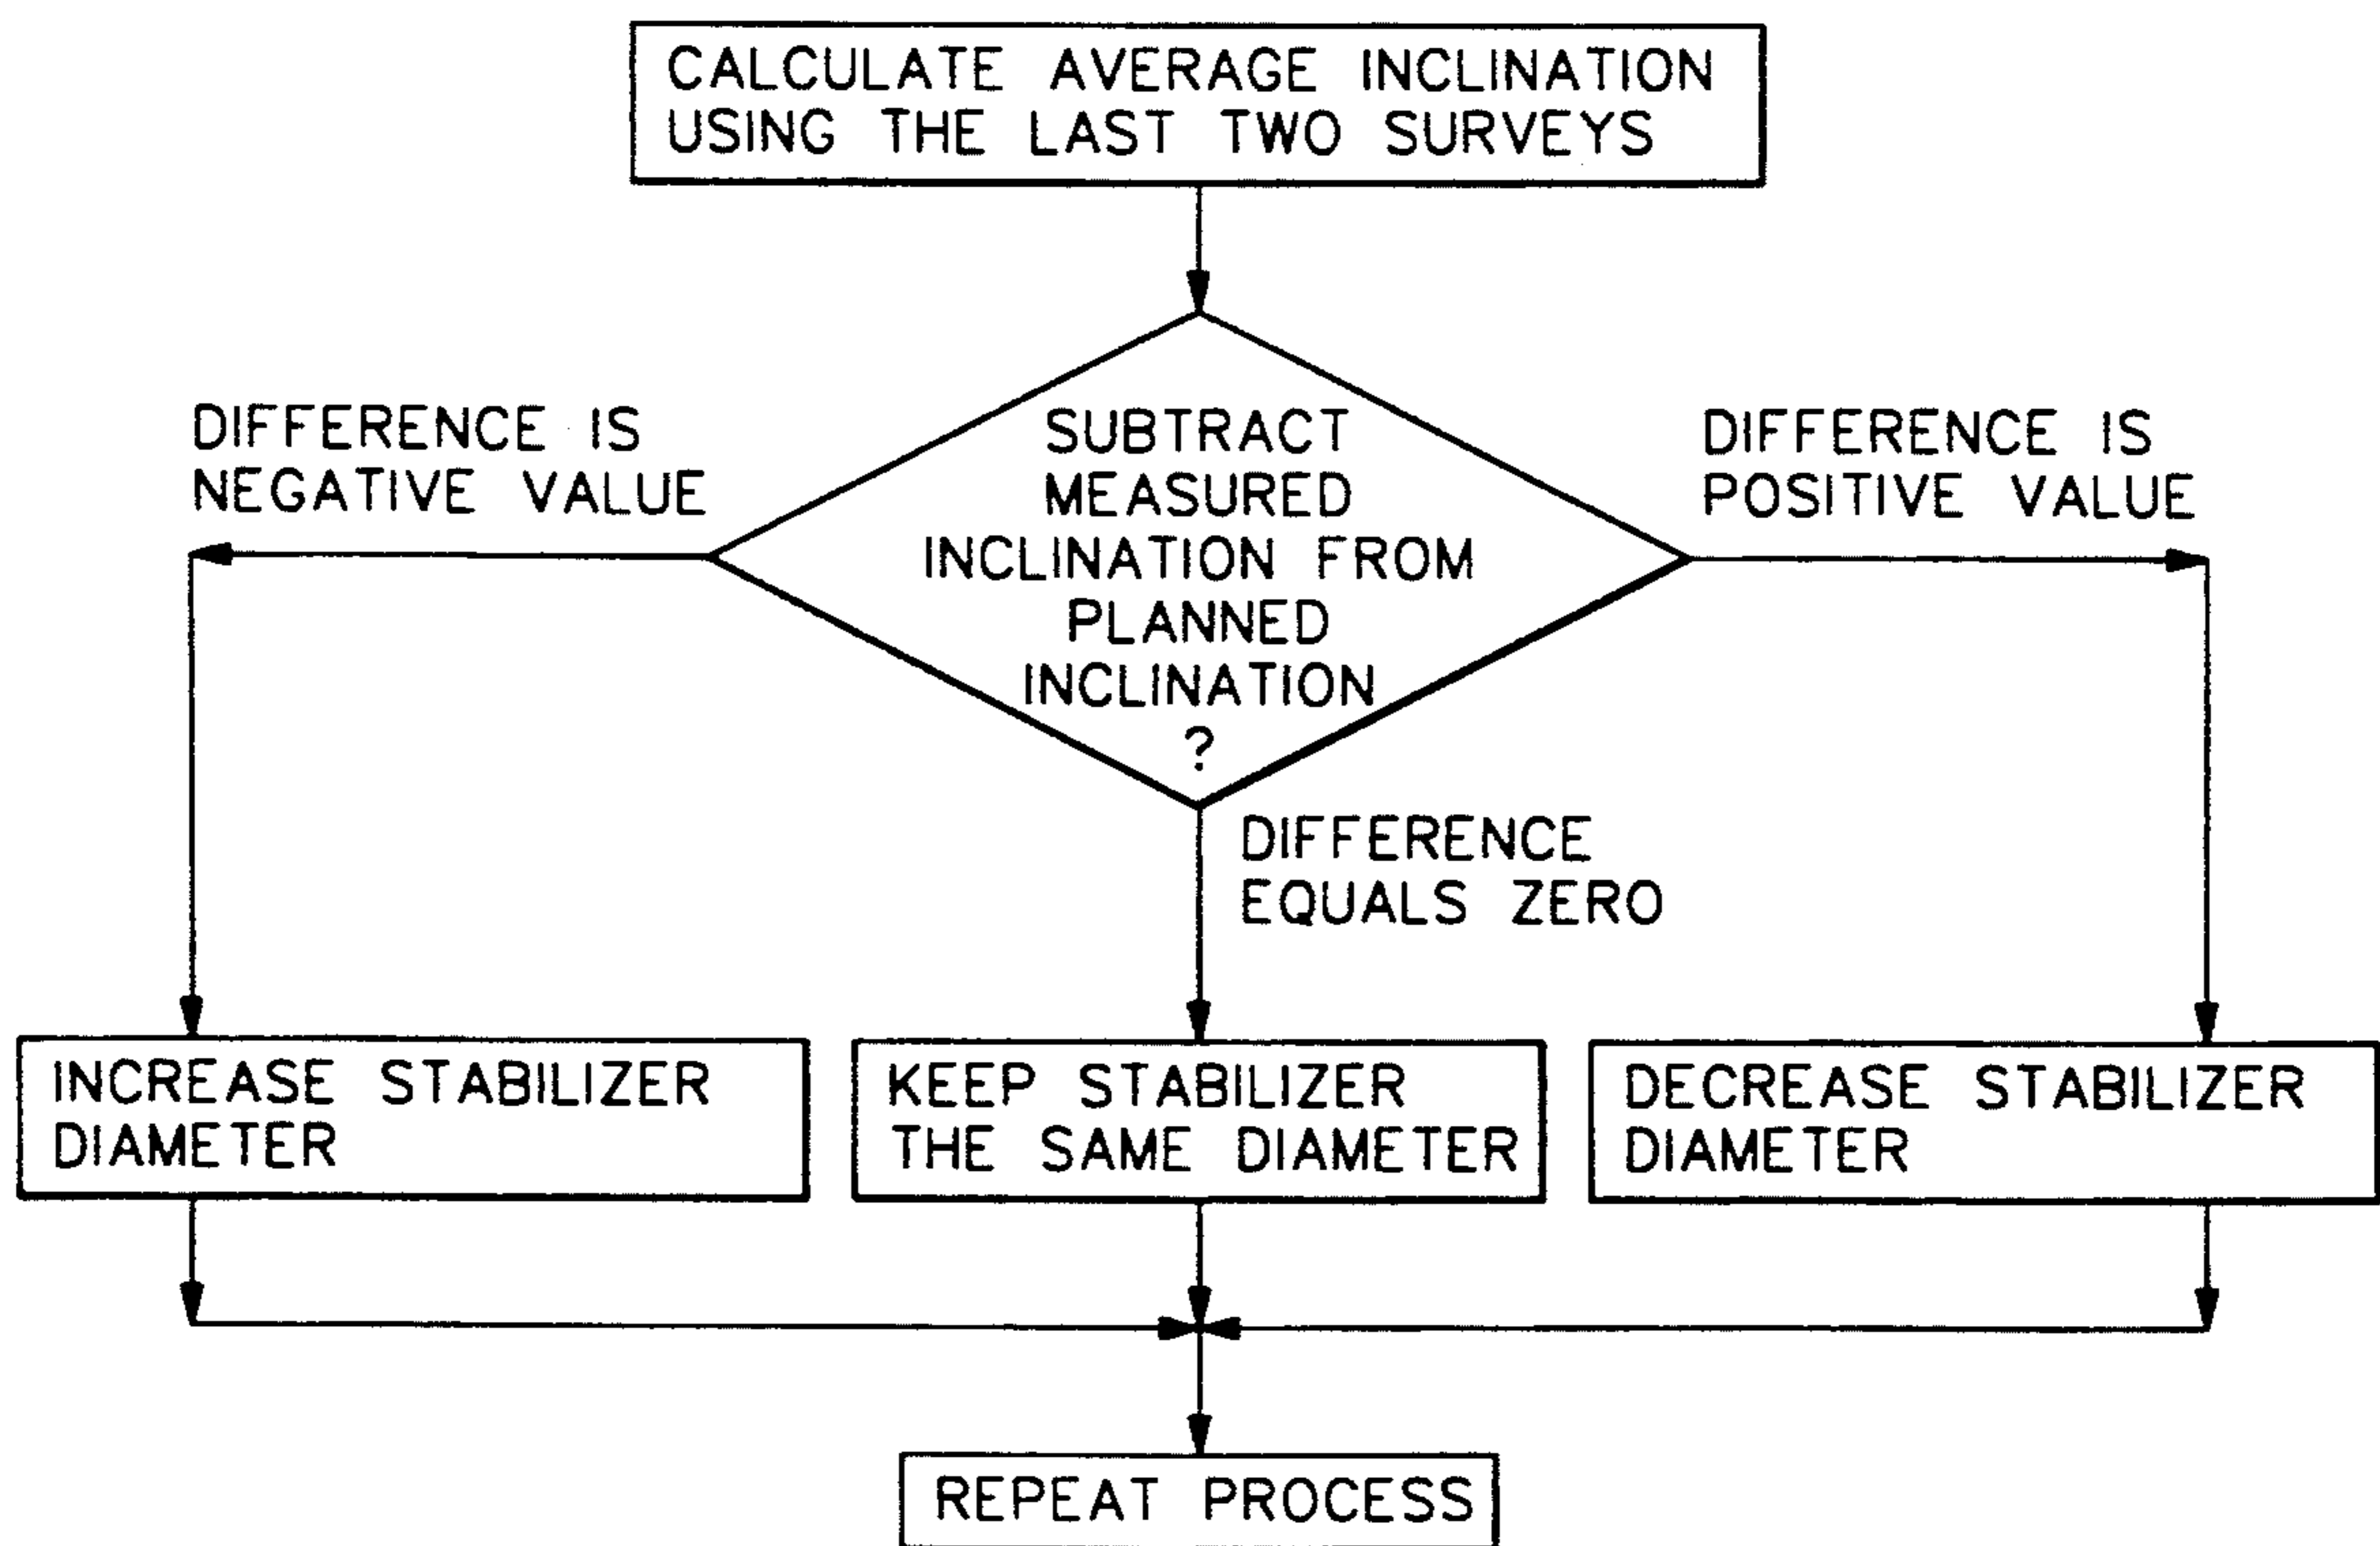 CALCULATE AVERAGE INCLINATION
USING THE LAST TWO SURVEYS
DIFFERENCE IS
NEGATIVE VALUE
SUBTRACT
MEASURED
INCLINATION FROM
PLANNED
INCLINATION
?
DIFFERENCE IS
POSITIVE VALUE
DIFFERENCE
EQUALS ZERO
INCREASE STABILIZER
DIAMETER
KEEP STABILIZER
THE SAME DIAMETER
DECREASE STABILIZER
DIAMETER
REPEAT PROCESS